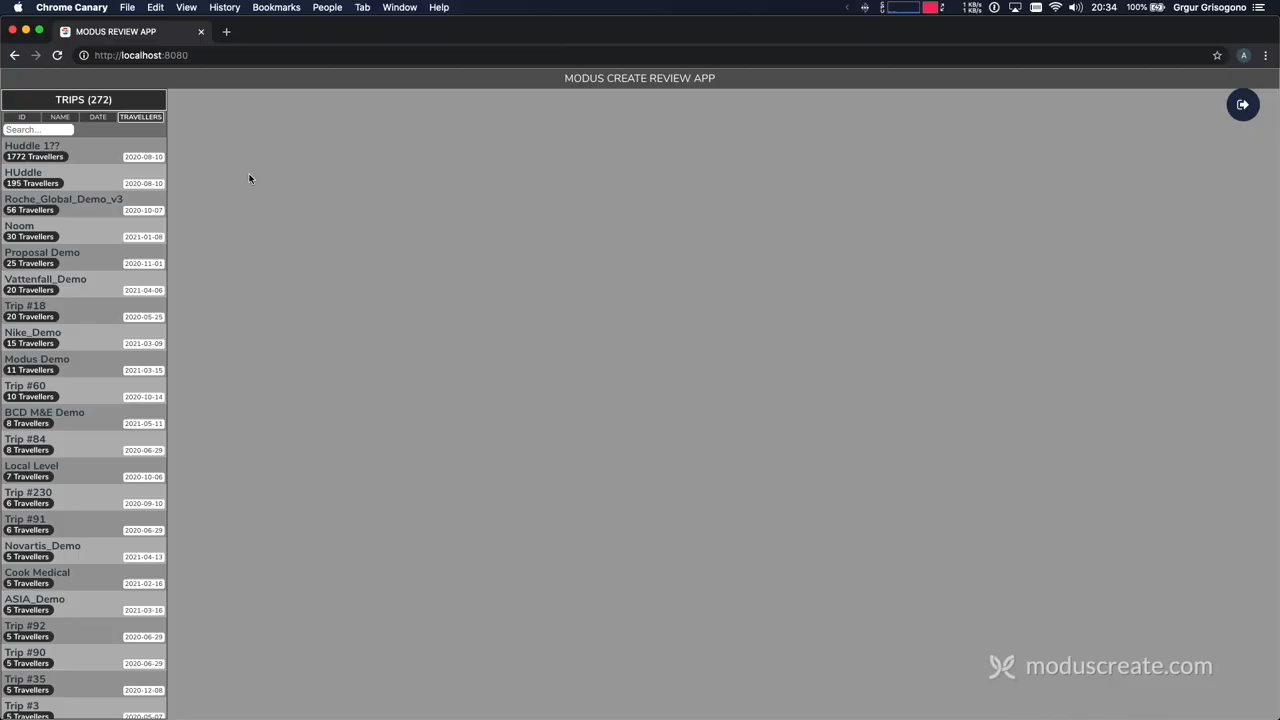 Chrome Canary File Edit View History Bookmarks People Tab Window Help 1 KB/s 1 KB/s 20:34 100% Grgur Grisogono
MODUS REVIEW APP
http://localhost:8080 A
MODUS CREATE REVIEW APP
TRIPS (272)
ID NAME DATE TRAVELLERS
Search...
Huddle 1??
1772 Travellers 2020-08-10
HUddle
195 Travellers 2020-08-10
Roche_Global_Demo_v3
56 Travellers 2020-10-07
Noom
30 Travellers 2021-01-08
Proposal Demo
25 Travellers 2020-11-01
Vattenfall_Demo
20 Travellers 2021-04-06
Trip #18
20 Travellers 2020-05-25
Nike_Demo
15 Travellers 2021-03-09
Modus Demo
11 Travellers 2021-03-15
Trip #60
10 Travellers 2020-10-14
BCD M&E Demo
8 Travellers 2021-05-11
Trip #84
8 Travellers 2020-06-29
Local Level
7 Travellers 2020-10-06
Trip #230
6 Travellers 2020-09-10
Trip #91
6 Travellers 2020-06-29
Novartis_Demo
5 Travellers 2021-04-13
Cook Medical
5 Travellers 2021-02-16
ASIA_Demo
5 Travellers 2021-03-16
Trip #92
5 Travellers 2020-06-29
Trip #90
5 Travellers 2020-06-29
Trip #35
5 Travellers 2020-12-08
Trip #3
5 Travellers 2020-05-07
moduscreate.com